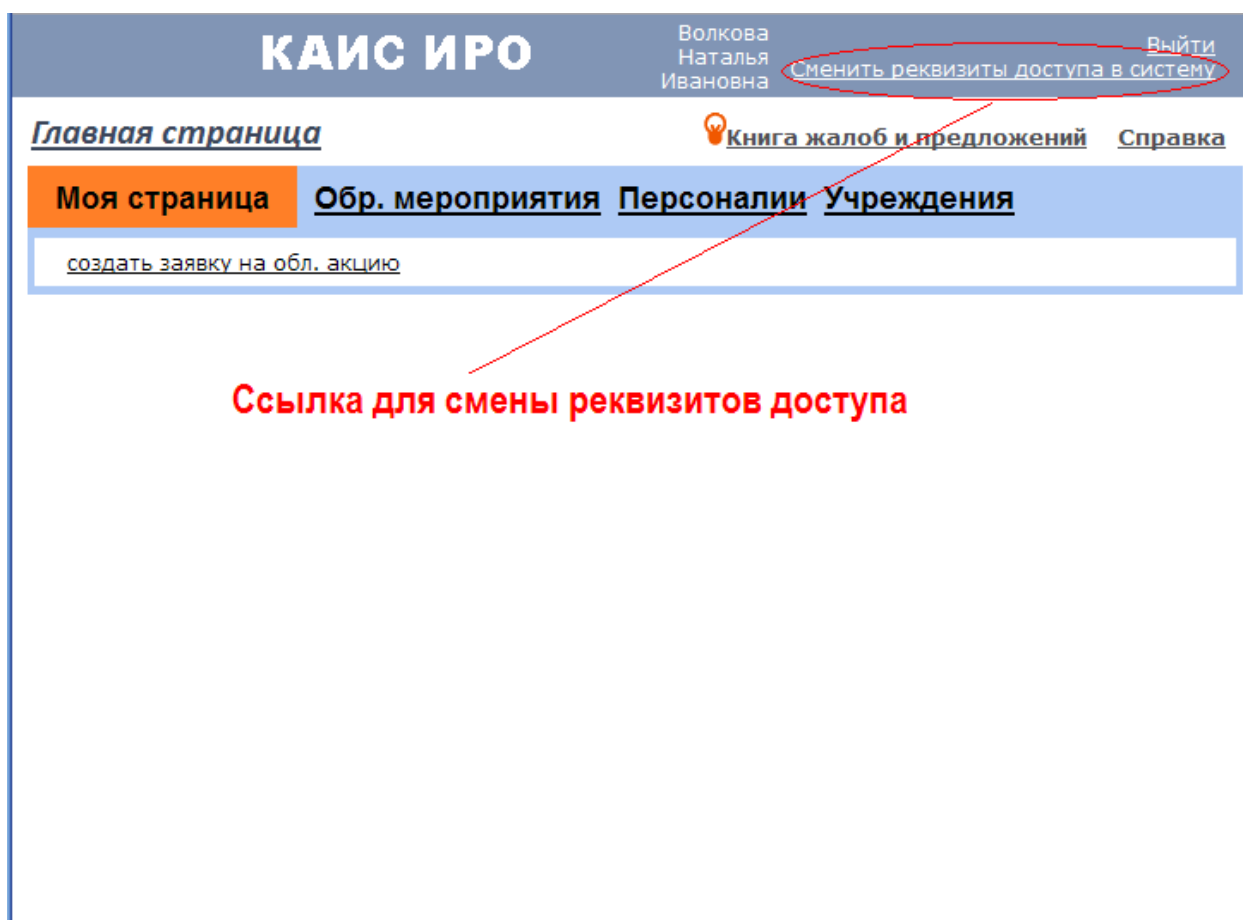 КАИС ИРО
Волкова
Наталья
Ивановна
Выйти
Сменить реквизиты доступа в систему
Главная страница
Книга жалоб и предложений Справка
Моя страница Обр. мероприятия Персоналии Учреждения
создать заявку на обл. акцию
Ссылка для смены реквизитов доступа